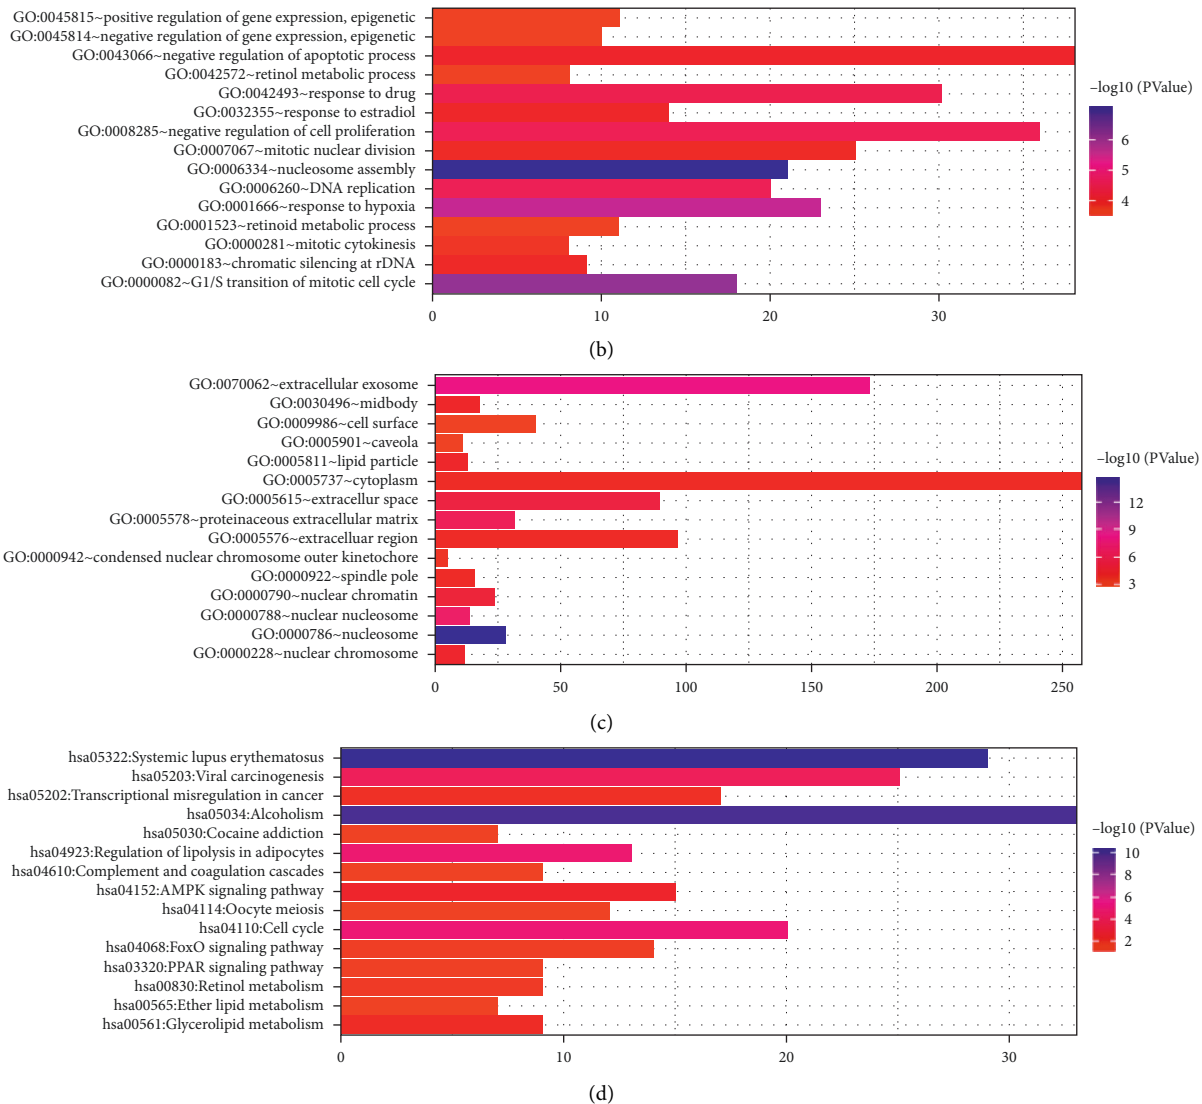 GO:0045815~positive regulation of gene expression, epigenetic
GO:0045814~negative regulation of gene expression, epigenetic
GO:0043066~negative regulation of apoptotic process
GO:0042572~retinol metabolic process
GO:0042493~response to drug
GO:0032355~response to estradiol
GO:0008285~negative regulation of cell proliferation
GO:0007067~mitotic nuclear division
GO:0006334~nucleosome assembly
GO:0006260~DNA replication
GO:0001666~response to hypoxia
GO:0001523~retinoid metabolic process
GO:0000281~mitotic cytokinesis
GO:0000183~chromatic silencing at rDNA
GO:0000082~G1/S transition of mitotic cell cycle
0 10 20 30
−log10 (PValue)
6
5
4
(b)
GO:0070062~extracellular exosome
GO:0030496~midbody
GO:0009986~cell surface
GO:0005901~caveola
GO:0005811~lipid particle
GO:0005737~cytoplasm
GO:0005615~extracellur space
GO:0005578~proteinaceous extracellular matrix
GO:0005576~extracelluar region
GO:0000942~condensed nuclear chromosome outer kinetochore
GO:0000922~spindle pole
GO:0000790~nuclear chromatin
GO:0000788~nuclear nucleosome
GO:0000786~nucleosome
GO:0000228~nuclear chromosome
0 50 100 150 200 250
−log10 (PValue)
12
9
6
3
(c)
hsa05322:Systemic lupus erythematosus
hsa05203:Viral carcinogenesis
hsa05202:Transcriptional misregulation in cancer
hsa05034:Alcoholism
hsa05030:Cocaine addiction
hsa04923:Regulation of lipolysis in adipocytes
hsa04610:Complement and coagulation cascades
hsa04152:AMPK signaling pathway
hsa04114:Oocyte meiosis
hsa04110:Cell cycle
hsa04068:FoxO signaling pathway
hsa03320:PPAR signaling pathway
hsa00830:Retinol metabolism
hsa00565:Ether lipid metabolism
hsa00561:Glycerolipid metabolism
0 10 20 30
−log10 (PValue)
10
8
6
4
2
(d)